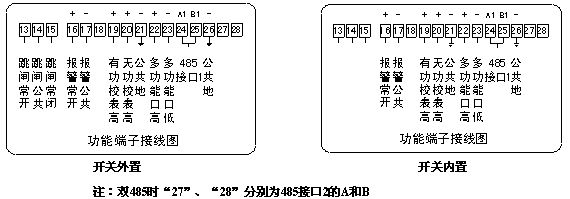 + - + + - + - A1 B1 -
13 14 15 16 17 18 19 20 21 22 23 24 25 26 27 28
跳闸常开
跳闸公共
跳闸常闭
报警常开
报警公共
有功校表高
无功校表高
公共地
多功能口高
多功能口低
485接口1
公共地
功能端子接线图
开关外置
+ - + + - + - A1 B1 -
13 14 15 16 17 18 19 20 21 22 23 24 25 26 27 28
报警常开
报警公共
有功校表高
无功校表高
公共地
多功能口高
多功能口低
485接口1
公共地
功能端子接线图
开关内置
注：双485时“27”、“28”分别为485接口2的A和B